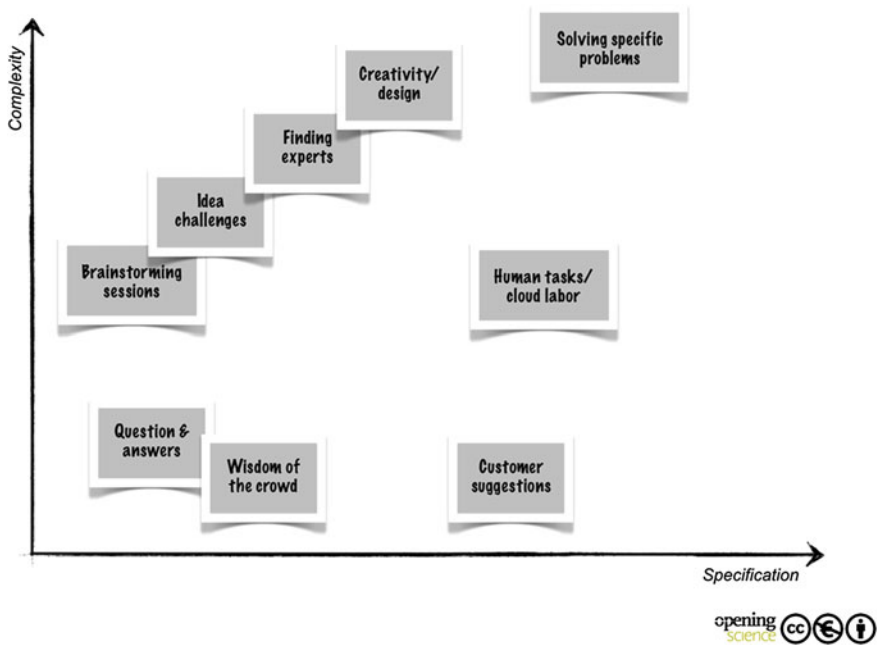 Complexity
Solving specific
problems
Creativity/
design
Finding
experts
Idea
challenges
Brainstorming
sessions
Human tasks/
cloud labor
Question &
answers
Wisdom of
the crowd
Customer
suggestions
Specification
opening
science
cc